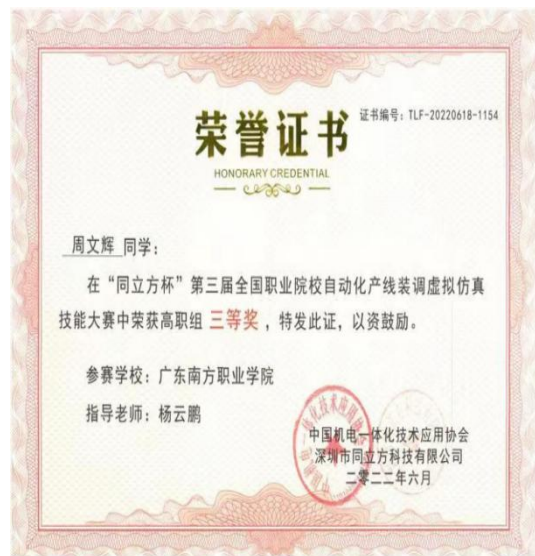 证书编号：TLF-20220618-1154
荣誉证书
HONORARY CREDENTIAL
周文辉 同学：
在“同立方杯”第三届全国职业院校自动化产线装调虚拟仿真
技能大赛中荣获高职组 三等奖 ，特发此证，以资鼓励。
参赛学校：广东南方职业学院
指导老师：杨云鹏
中国机电一体化技术应用协会
深圳市同立方科技有限公司
二零二二年六月